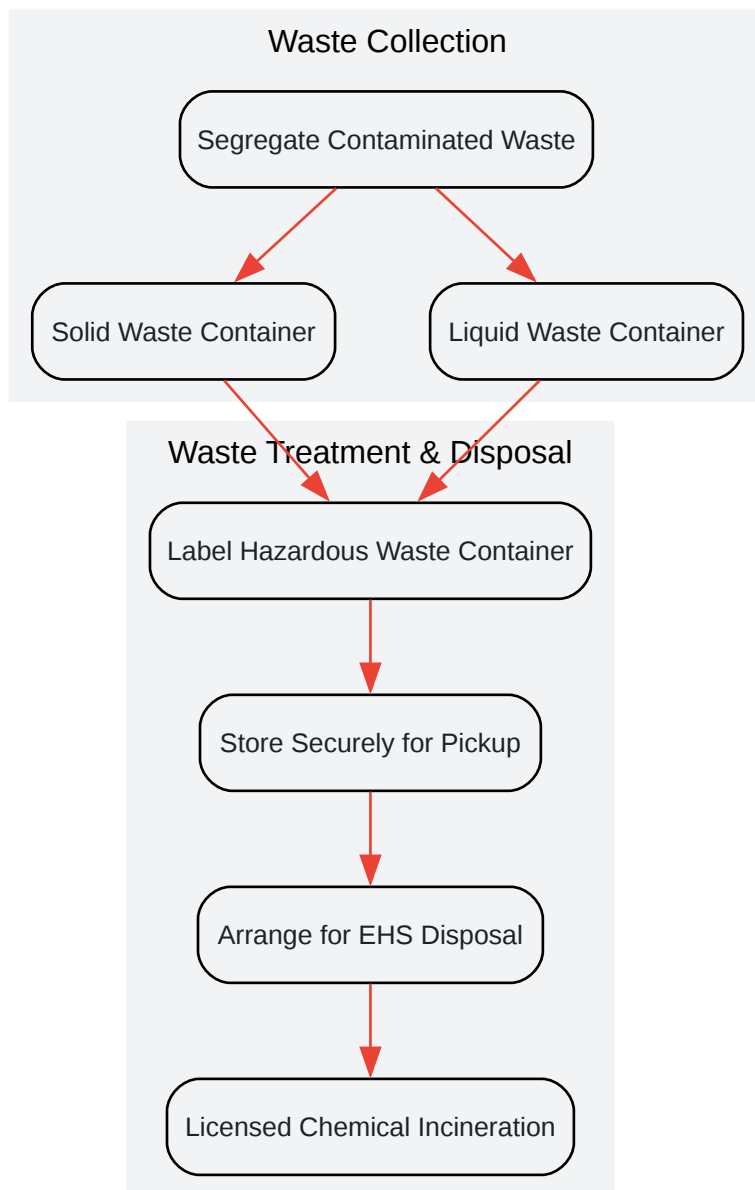 Waste Collection
Segregate Contaminated Waste
Solid Waste Container
Liquid Waste Container
Waste Treatment & Disposal
Label Hazardous Waste Container
Store Securely for Pickup
Arrange for EHS Disposal
Licensed Chemical Incineration